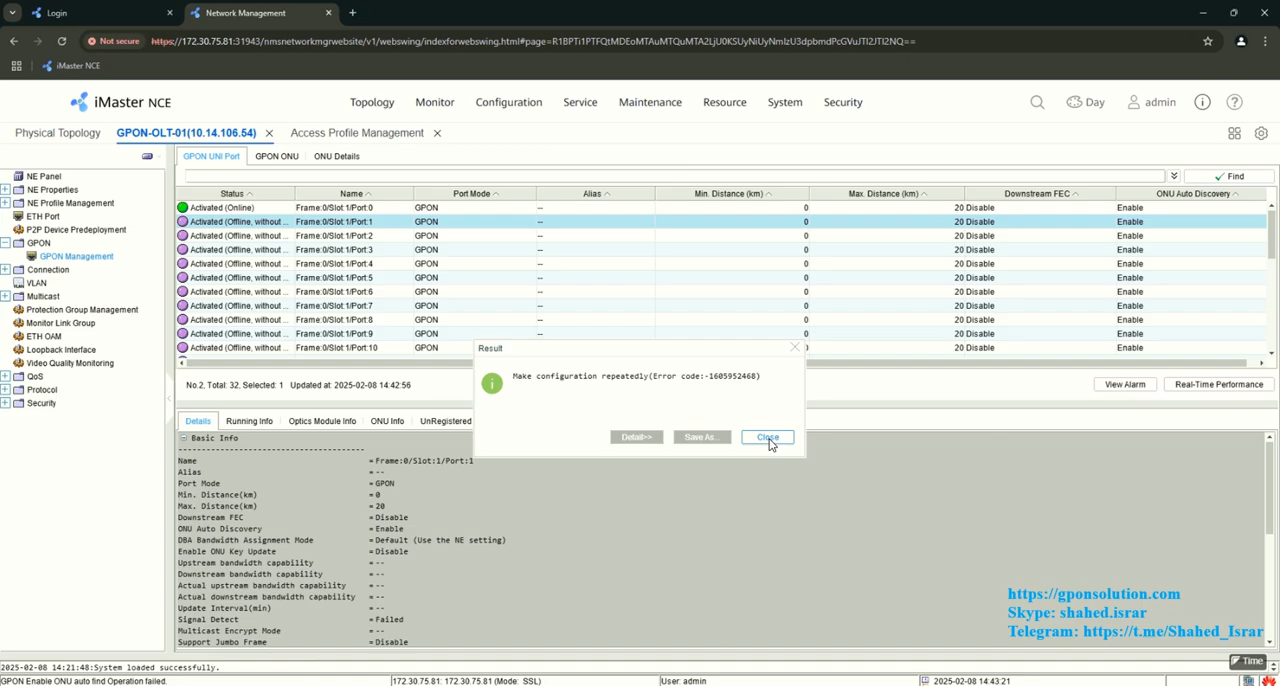 Login
Network Management
Not secure https://172.30.75.81:31943/nmsnetworkmgrwebsite/v1/webswing/indexforwebswing.html#page=
iMaster NCE
iMaster NCE
Topology Monitor Configuration Service Maintenance Resource System Security
Day admin
Physical Topology GPON-OLT-01(10.14.106.54) Access Profile Management
GPON UNI Port GPON ONU ONU Details
Find
NE Panel
NE Properties
NE Profile Management
ETH Port
P2P Device Predeployment
GPON
GPON Management
Connection
VLAN
Multicast
Protection Group Management
Monitor Link Group
ETH OAM
Loopback Interface
Video Quality Monitoring
QoS
Protocol
Security
Status Name Port Mode Alias Min. Distance (km) Max. Distance (km) Downstream FEC ONU Auto Discovery
Activated (Online) Frame:0/Slot:1/Port:0 GPON -- 0 20 Disable Enable
Activated (Offline, without ... Frame:0/Slot:1/Port:1 GPON -- 0 20 Disable Enable
Activated (Offline, without ... Frame:0/Slot:1/Port:2 GPON -- 0 20 Disable Enable
Activated (Offline, without ... Frame:0/Slot:1/Port:3 GPON -- 0 20 Disable Enable
Activated (Offline, without ... Frame:0/Slot:1/Port:4 GPON -- 0 20 Disable Enable
Activated (Offline, without ... Frame:0/Slot:1/Port:5 GPON -- 0 20 Disable Enable
Activated (Offline, without ... Frame:0/Slot:1/Port:6 GPON -- 0 20 Disable Enable
Activated (Offline, without ... Frame:0/Slot:1/Port:7 GPON -- 0 20 Disable Enable
Activated (Offline, without ... Frame:0/Slot:1/Port:8 GPON -- 0 20 Disable Enable
Activated (Offline, without ... Frame:0/Slot:1/Port:9 GPON -- 0 20 Disable Enable
Activated (Offline, without ... Frame:0/Slot:1/Port:10 GPON 20 Disable Enable
No.2, Total: 32, Selected: 1 Updated at: 2025-02-08 14:42:56
View Alarm Real-Time Performance
Result
Make configuration repeatedly(Error code:-1605952468)
Detail>> Save As... Close
Details Running Info Optics Module Info ONU Info UnRegistered
Basic Info
-----------------------------------
Name = Frame:0/Slot:1/Port:1
Alias = --
Port Mode = GPON
Min. Distance(km) = 0
Max. Distance(km) = 20
Downstream FEC = Disable
ONU Auto Discovery = Enable
DBA Bandwidth Assignment Mode = Default (Use the NE setting)
Enable ONU Key Update = Disable
Upstream bandwidth capability = --
Downstream bandwidth capability = --
Actual upstream bandwidth capability = --
Actual downstream bandwidth capability = --
Update Interval(min) = --
Signal Detect = Failed
Multicast Encrypt Mode = --
Support Jumbo Frame = Disable
https://gponsolution.com
Skype: shahed.israr
Telegram: https://t.me/Shahed_Israr
2025-02-08 14:21:48:System loaded successfully.
Time
GPON Enable ONU auto find Operation failed. 172.30.75.81: 172.30.75.81 (Mode: SSL) User: admin 2025-02-08 14:43:21